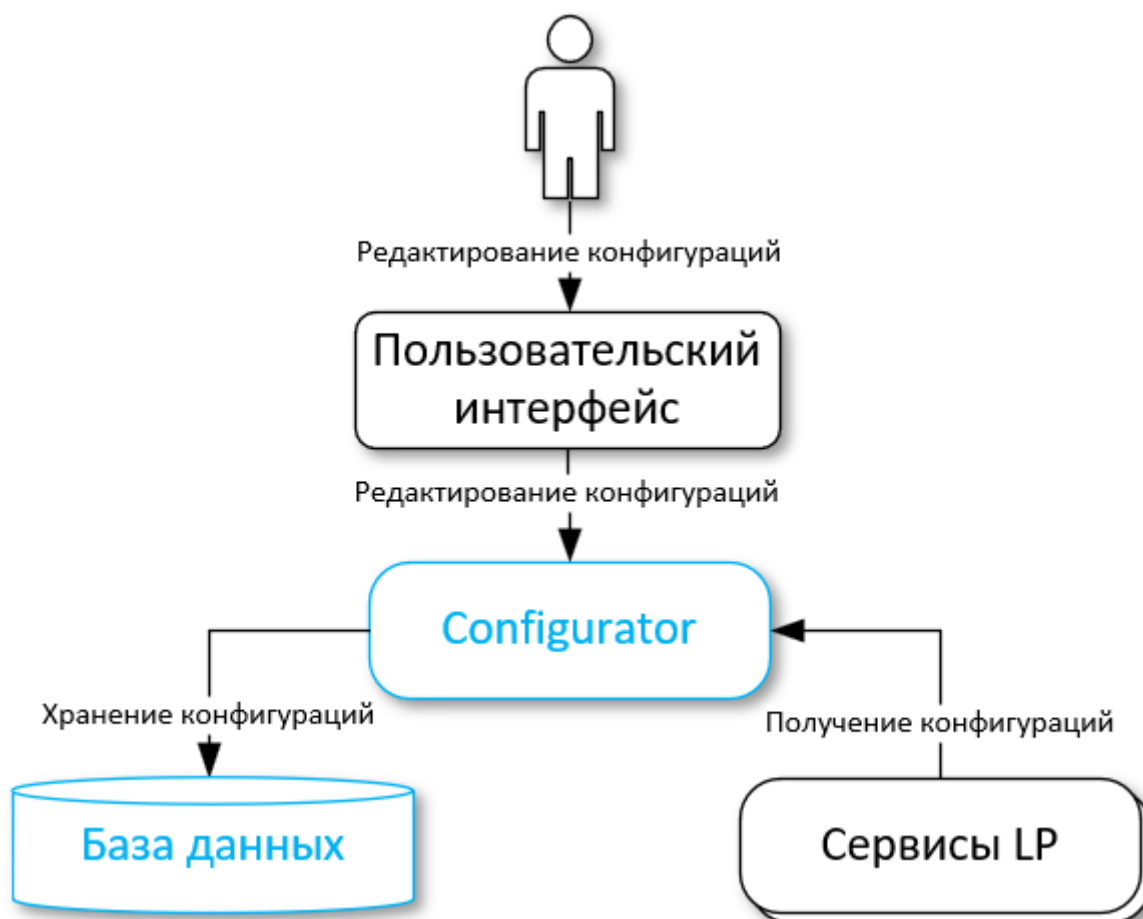 Редактирование конфигураций
Пользовательский
интерфейс
Редактирование конфигураций
Configurator
Хранение конфигураций
Получение конфигураций
База данных
Сервисы LP